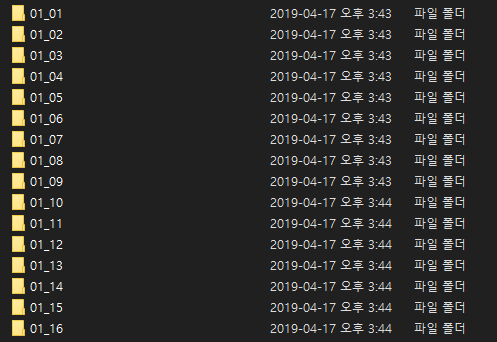 01_01 2019-04-17 오후 3:43 파일 폴더
01_02 2019-04-17 오후 3:43 파일 폴더
01_03 2019-04-17 오후 3:43 파일 폴더
01_04 2019-04-17 오후 3:43 파일 폴더
01_05 2019-04-17 오후 3:43 파일 폴더
01_06 2019-04-17 오후 3:43 파일 폴더
01_07 2019-04-17 오후 3:43 파일 폴더
01_08 2019-04-17 오후 3:43 파일 폴더
01_09 2019-04-17 오후 3:43 파일 폴더
01_10 2019-04-17 오후 3:44 파일 폴더
01_11 2019-04-17 오후 3:44 파일 폴더
01_12 2019-04-17 오후 3:44 파일 폴더
01_13 2019-04-17 오후 3:44 파일 폴더
01_14 2019-04-17 오후 3:44 파일 폴더
01_15 2019-04-17 오후 3:44 파일 폴더
01_16 2019-04-17 오후 3:44 파일 폴더